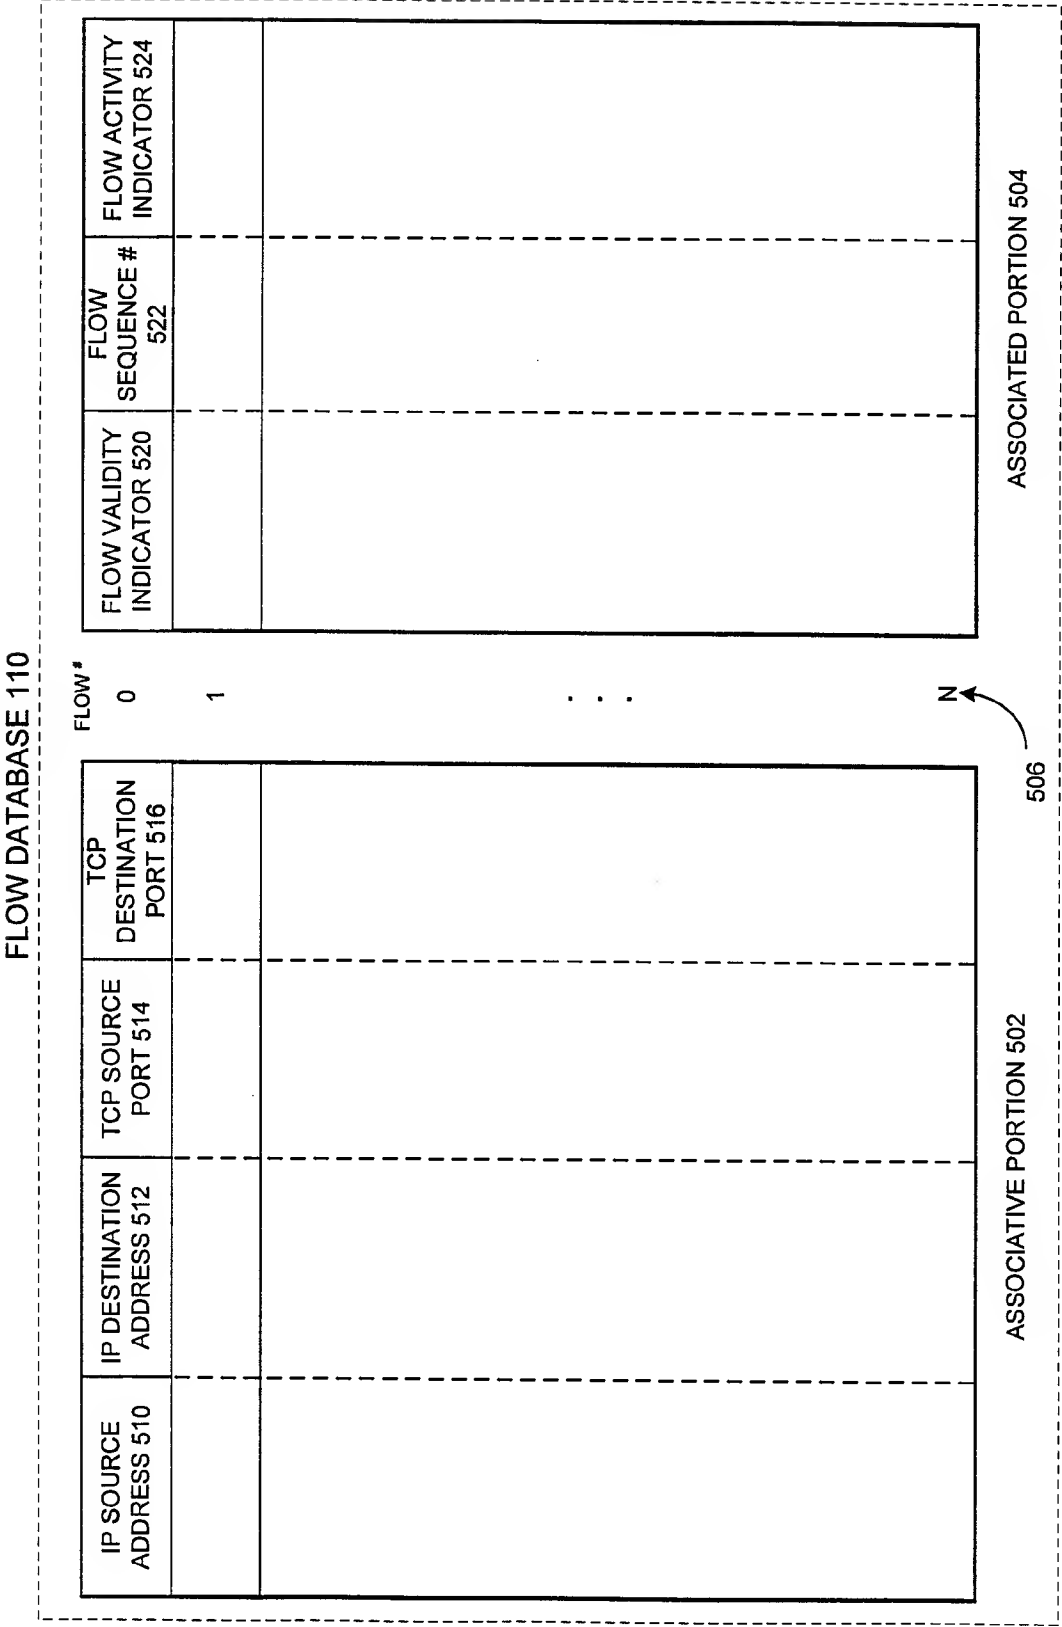 FLOW DATABASE 110
IP SOURCE
ADDRESS 510
IP DESTINATION
ADDRESS 512
TCP SOURCE
PORT 514
TCP
DESTINATION
PORT 516
FLOW #
0
1
. . .
N
506
FLOW VALIDITY
INDICATOR 520
FLOW
SEQUENCE #
522
FLOW ACTIVITY
INDICATOR 524
ASSOCIATIVE PORTION 502
ASSOCIATED PORTION 504